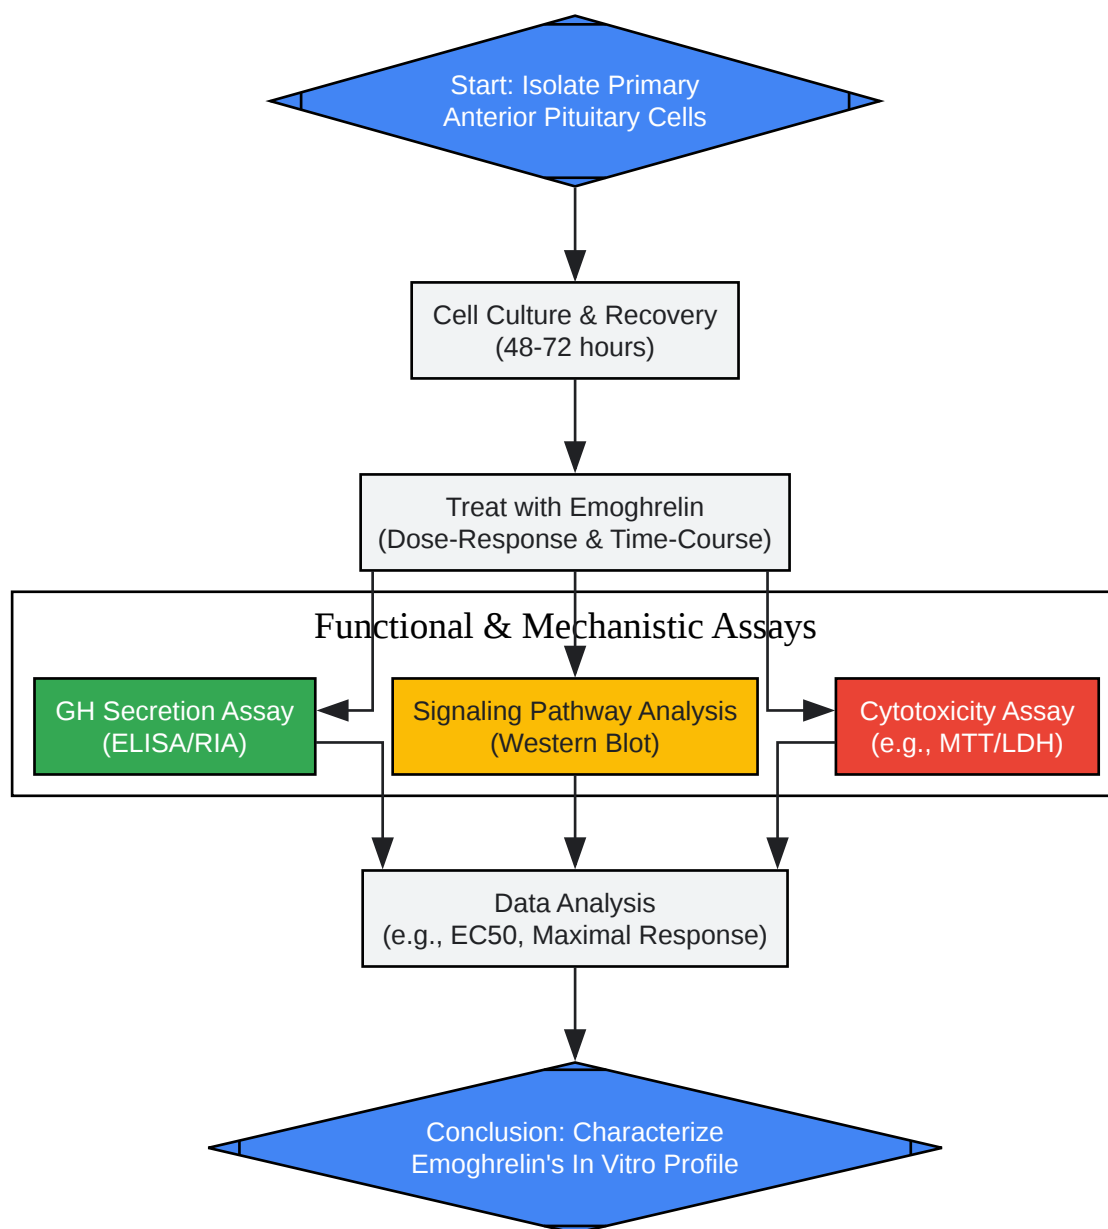 Start: Isolate Primary
Anterior Pituitary Cells
Cell Culture & Recovery
(48-72 hours)
Treat with Emoghrelin
(Dose-Response & Time-Course)
Functional & Mechanistic Assays
GH Secretion Assay
(ELISA/RIA)
Signaling Pathway Analysis
(Western Blot)
Cytotoxicity Assay
(e.g., MTT/LDH)
Data Analysis
(e.g., EC50, Maximal Response)
Conclusion: Characterize
Emoghrelin's In Vitro Profile